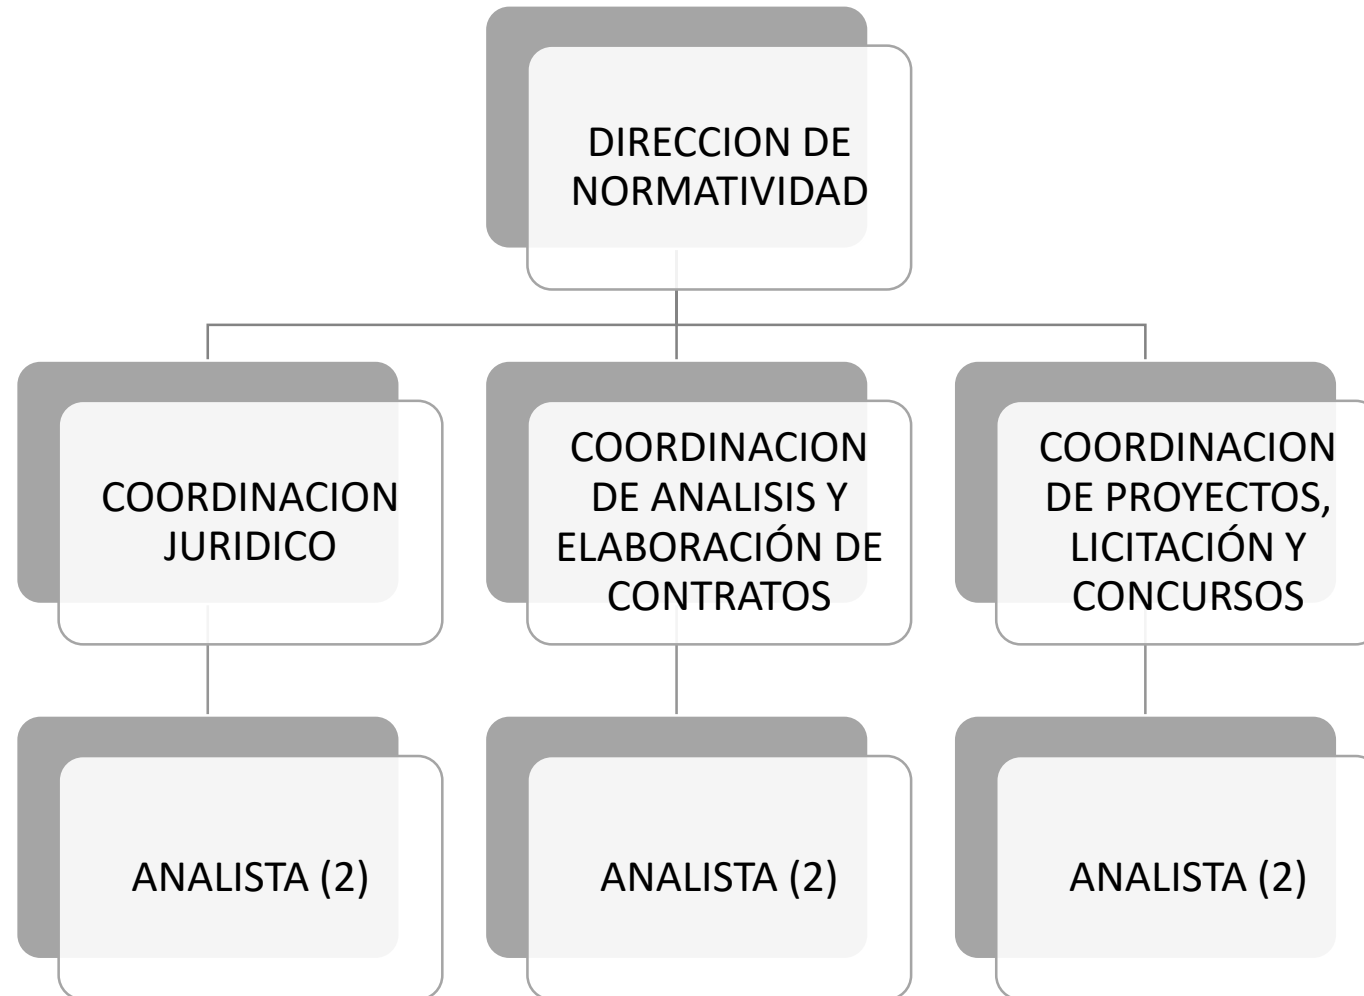 DIRECCION DE
NORMATIVIDAD
COORDINACION
JURIDICO
COORDINACION
DE ANALISIS Y
ELABORACIÓN DE
CONTRATOS
COORDINACION
DE PROYECTOS,
LICITACIÓN Y
CONCURSOS
ANALISTA (2)
ANALISTA (2)
ANALISTA (2)